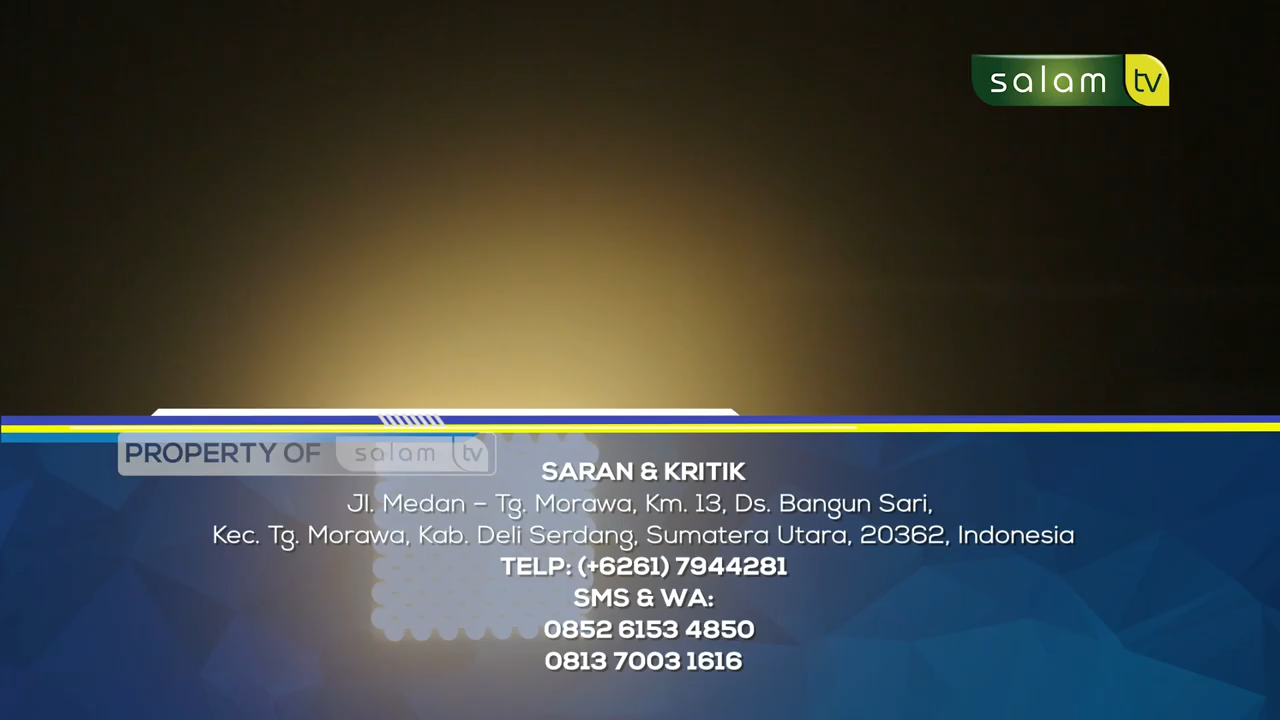 salam tv
PROPERTY OF salam tv
SARAN & KRITIK
Jl. Medan – Tg. Morawa, Km. 13, Ds. Bangun Sari,
Kec. Tg. Morawa, Kab. Deli Serdang, Sumatera Utara, 20362, Indonesia
TELP: (+6261) 7944281
SMS & WA:
0852 6153 4850
0813 7003 1616